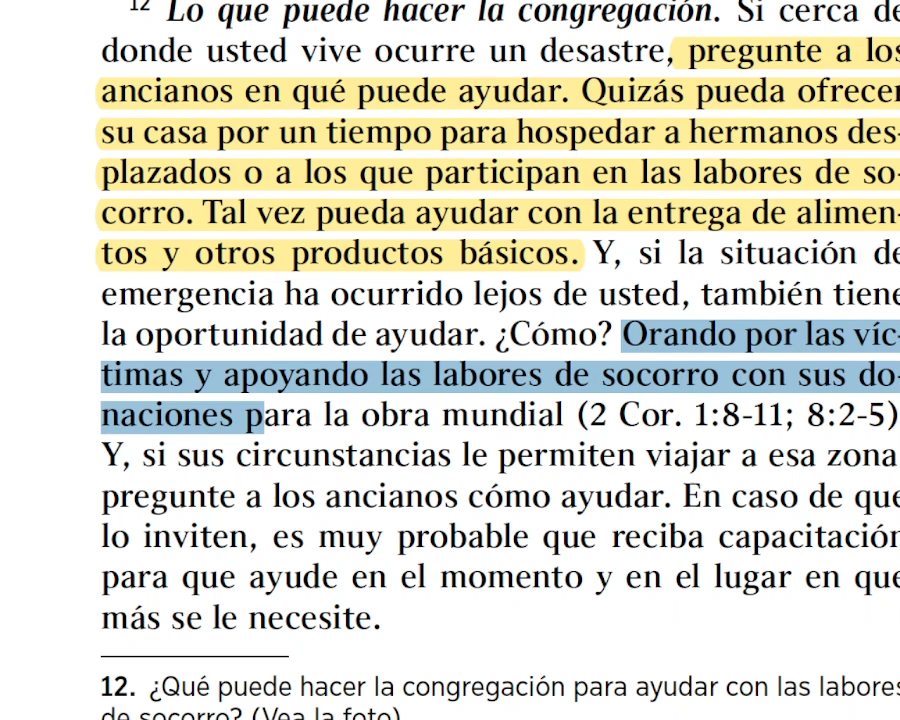 12 Lo que puede hacer la congregación. Si cerca de
donde usted vive ocurre un desastre, pregunte a los
ancianos en qué puede ayudar. Quizás pueda ofrecer
su casa por un tiempo para hospedar a hermanos des-
plazados o a los que participan en las labores de so-
corro. Tal vez pueda ayudar con la entrega de alimen-
tos y otros productos básicos. Y, si la situación de
emergencia ha ocurrido lejos de usted, también tiene
la oportunidad de ayudar. ¿Cómo? Orando por las víc-
timas y apoyando las labores de socorro con sus do-
naciones para la obra mundial (2 Cor. 1:8-11; 8:2-5)
Y, si sus circunstancias le permiten viajar a esa zona
pregunte a los ancianos cómo ayudar. En caso de que
lo inviten, es muy probable que reciba capacitación
para que ayude en el momento y en el lugar en que
más se le necesite.
12. ¿Qué puede hacer la congregación para ayudar con las labores
de socorro? (Vea la foto)